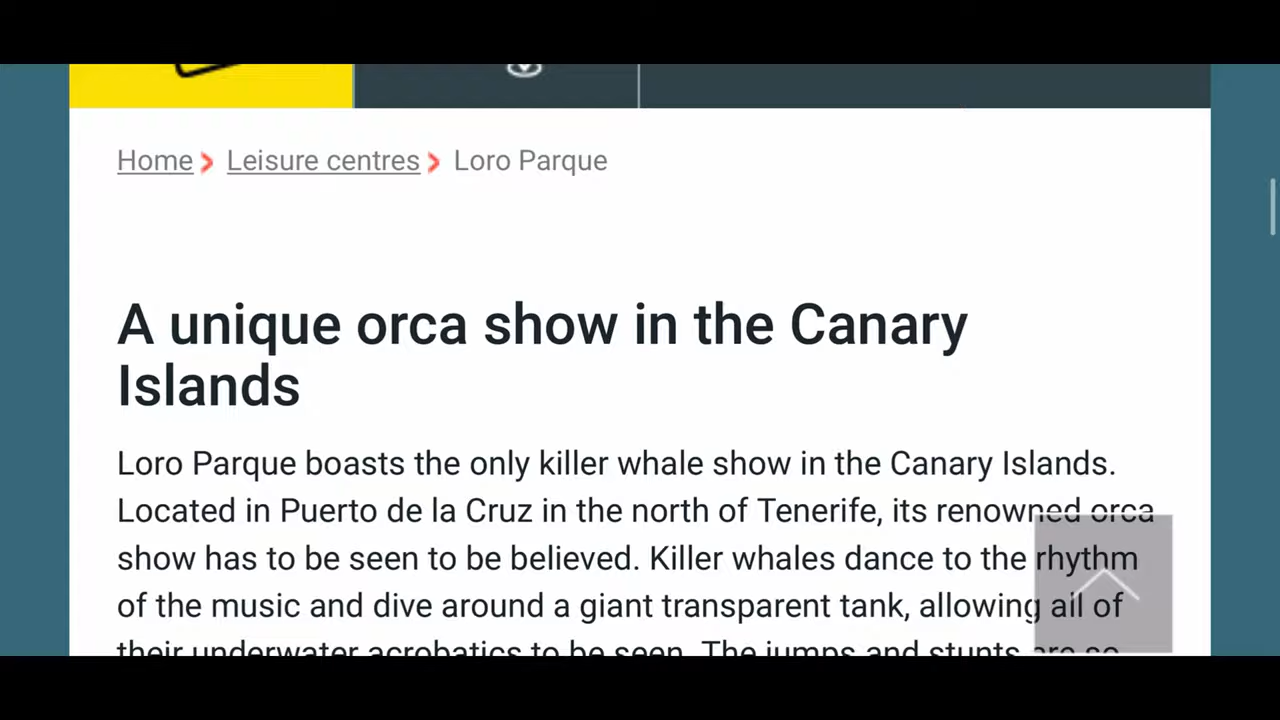 Home > Leisure centres > Loro Parque
A unique orca show in the Canary
Islands
Loro Parque boasts the only killer whale show in the Canary Islands.
Located in Puerto de la Cruz in the north of Tenerife, its renowned orca
show has to be seen to be believed. Killer whales dance to the rhythm
of the music and dive around a giant transparent tank, allowing all of
their underwater acrobatics to be seen. The jumps and stunts are so